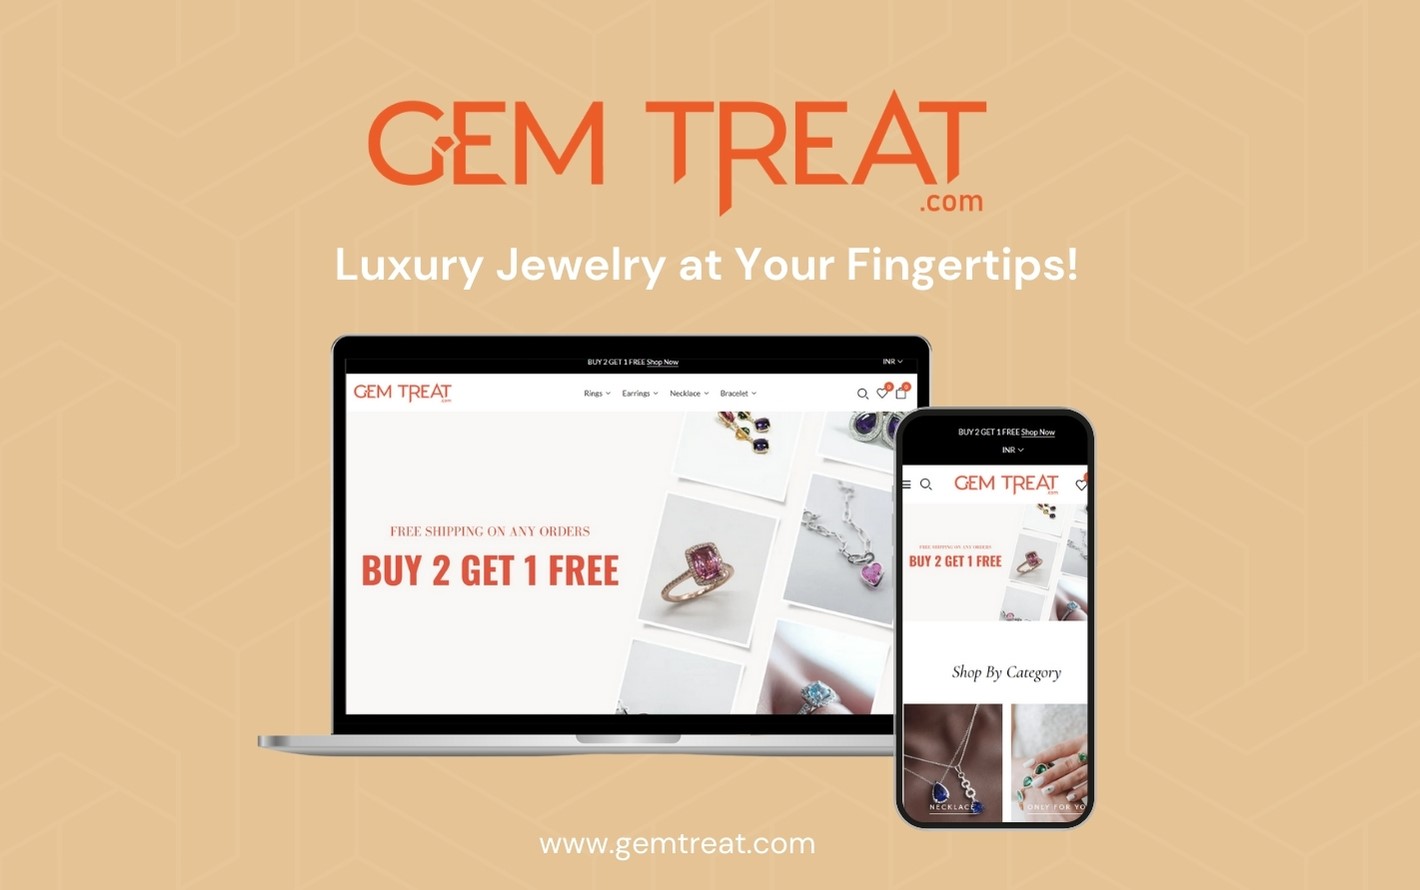 GEM TREAT
.com
Luxury Jewelry at Your Fingertips!
BUY 2 GET 1 FREE Shop Now
INR
GEM TREAT
.com
Rings
Earrings
Necklace
Bracelet
0
0
FREE SHIPPING ON ANY ORDERS
BUY 2 GET 1 FREE
BUY 2 GET 1 FREE Shop Now
INR
GEM TREAT
.com
FREE SHIPPING ON ANY ORDERS
BUY 2 GET 1 FREE
Shop By Category
NECKLACE
ONLY FOR YO
www.gemtreat.com